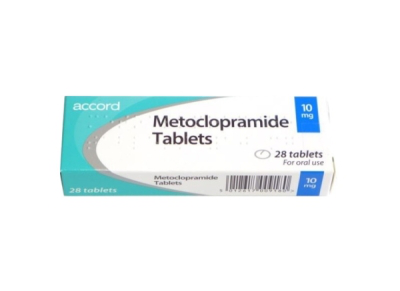 accord
10
mg
Metoclopramide
Tablets
28 tablets
For oral use
28 tablets
Metoclopramide
Tablets
10
mg